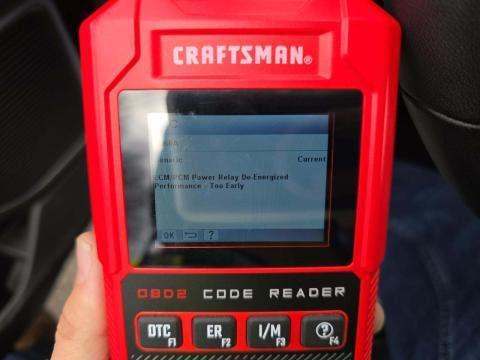 CRAFTSMAN®
Current
ECM/PCM Power Relay De-Energized
Performance - Too Early
OK ?
OBD2 CODE READER
DTC F1 ER F2 I/M F3 ? F4